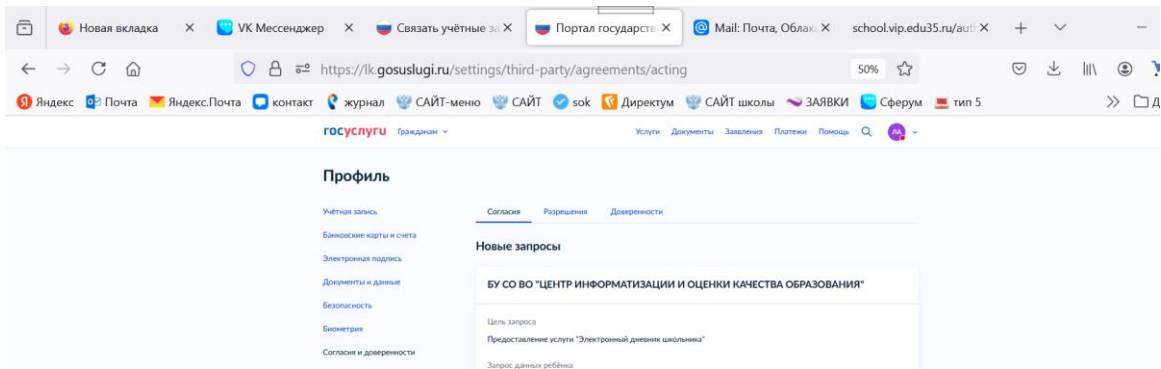 Новая вкладка VK Мессенджер Связать учётные за Портал государств Mail: Почта, Облак school.vip.edu35.ru/aut
https://lk.gosuslugi.ru/settings/third-party/agreements/acting 50%
Яндекс Почта Яндекс.Почта контакт журнал САЙТ-меню САЙТ sok Директум САЙТ школы ЗАЯВКИ Сферум тип 5
госуслуги Гражданам Услуги Документы Заявления Платежи Помощь ЛА
Профиль
Учётная запись
Согласия Разрешения Доверенности
Банковские карты и счета
Новые запросы
Электронная подпись
Документы и данные
БУ СО ВО "ЦЕНТР ИНФОРМАТИЗАЦИИ И ОЦЕНКИ КАЧЕСТВА ОБРАЗОВАНИЯ"
Безопасность
Цель запроса
Биометрия
Предоставление услуги "Электронный дневник школьника"
Согласия и доверенности
Запрос данных ребёнка